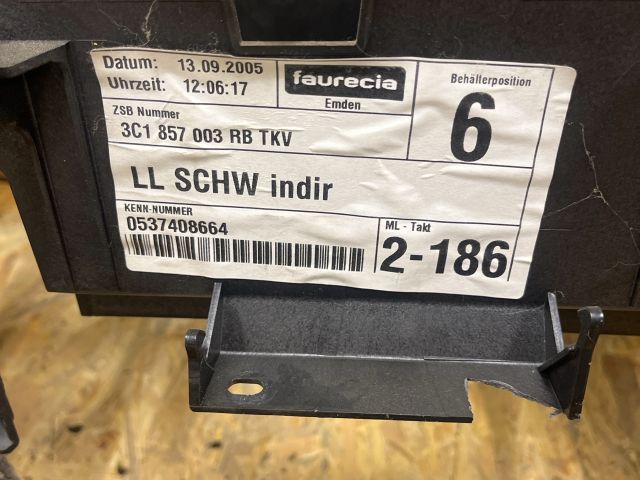 Datum: 13.09.2005
Uhrzeit: 12:06:17
faurecia
Emden
Behälterposition
6
ZSB Nummer
3C1 857 003 RB TKV
LL SCHW indir
KENN-NUMMER
0537408664
ML - Takt
2-186